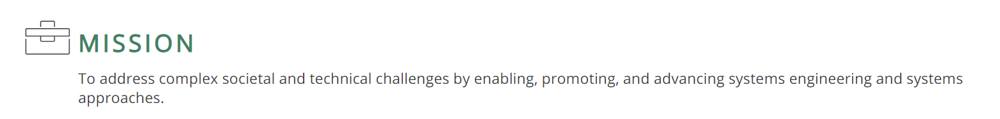 MISSION
To address complex societal and technical challenges by enabling, promoting, and advancing systems engineering and systems
approaches.